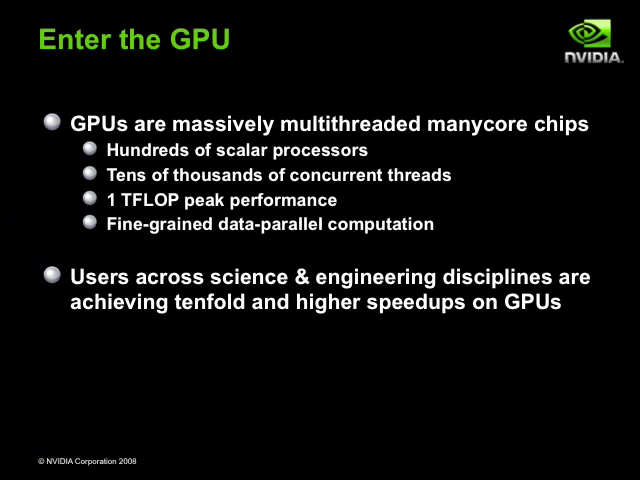 Enter the GPU
NVIDIA.
GPUs are massively multithreaded manycore chips
Hundreds of scalar processors
Tens of thousands of concurrent threads
1 TFLOP peak performance
Fine-grained data-parallel computation
Users across science & engineering disciplines are
achieving tenfold and higher speedups on GPUs
© NVIDIA Corporation 2008